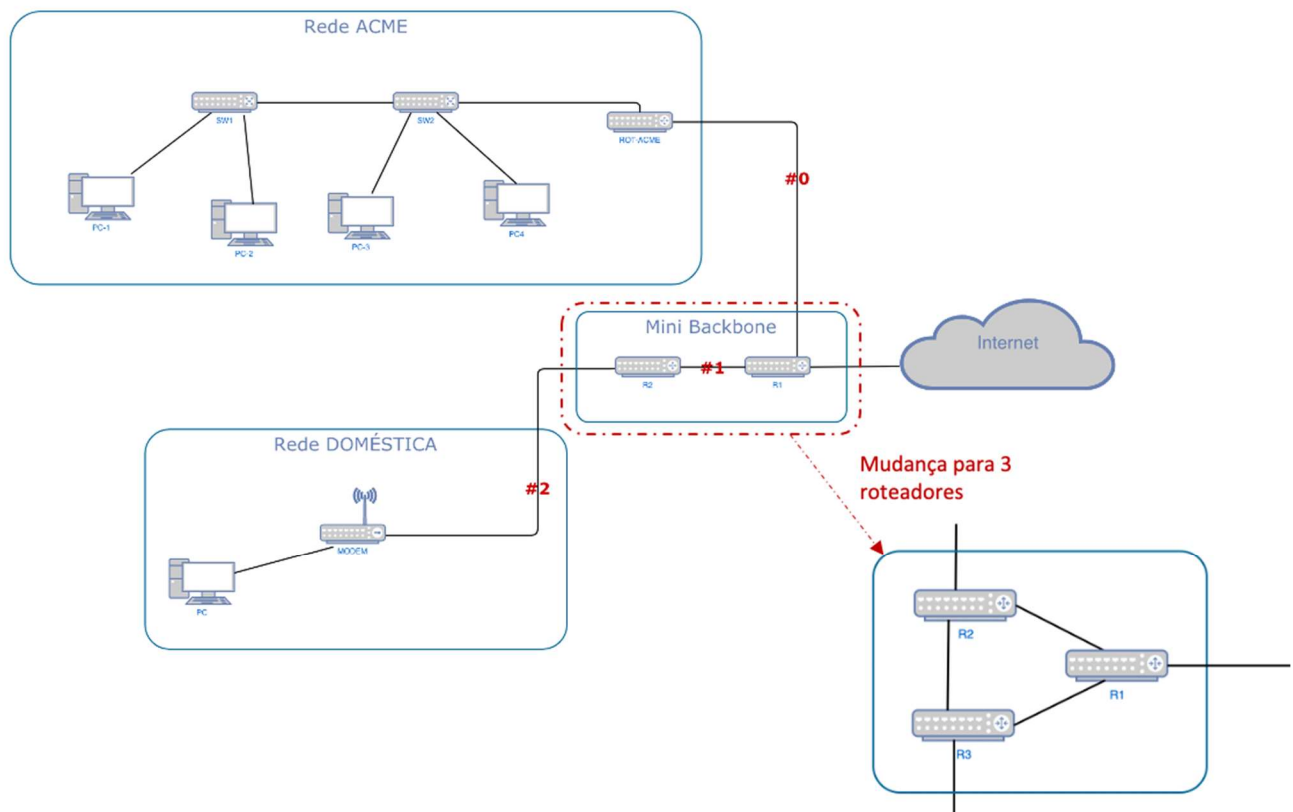 Rede ACME
SW1
SW2
ROT-ACME
PC-1
PC-2
PC-3
PC4
#0
Mini Backbone
R2
#1
R1
Internet
Rede DOMÉSTICA
#2
MODEM
PC
Mudança para 3
roteadores
R2
R1
R3